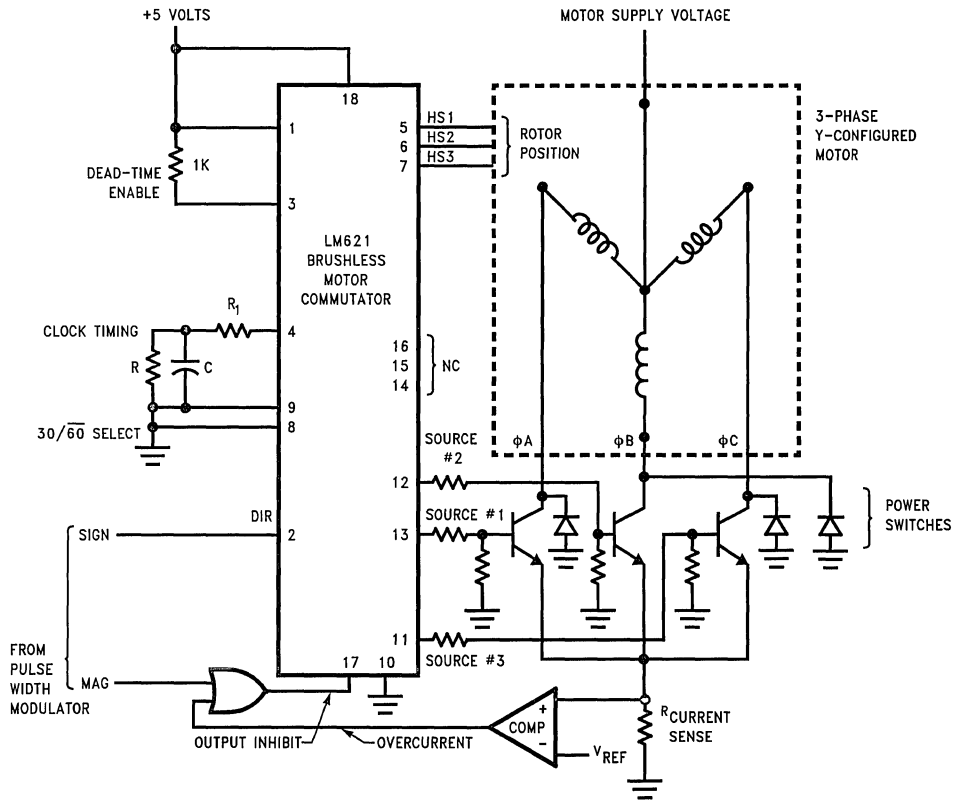 +5 VOLTS
MOTOR SUPPLY VOLTAGE
18
1
1K
DEAD-TIME
ENABLE
3
5
HS1
6
HS2
7
HS3
ROTOR
POSITION
3-PHASE
Y-CONFIGURED
MOTOR
LM621
BRUSHLESS
MOTOR
COMMUTATOR
R1
CLOCK TIMING
4
R
C
16
15
14
NC
9
30/6̅0̅ SELECT
8
SOURCE
#2
ϕA
ϕB
ϕC
12
DIR
SIGN
2
13
SOURCE #1
POWER
SWITCHES
11
SOURCE #3
17
10
FROM
PULSE
WIDTH
MODULATOR
MAG
OUTPUT INHIBIT
OVERCURRENT
COMP
+
−
VREF
RCURRENT
SENSE